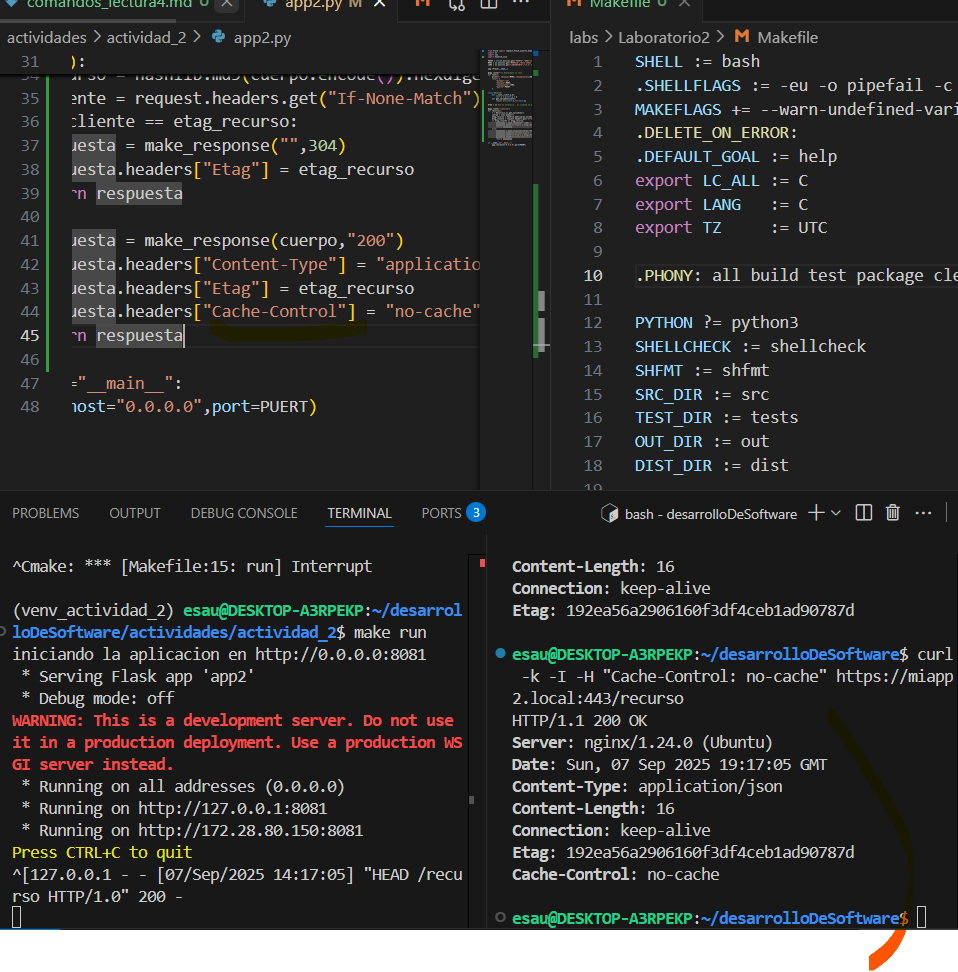 comandos_lectura4.md U
app2.py M
Makefile U
actividades > actividad_2 > app2.py
labs > Laboratorio2 > Makefile
31 ):
34 urso = hashlib.md5(cuerpo.encode()).hexdige
35 ente = request.headers.get("If-None-Match")
36 cliente == etag_recurso:
37 uesta = make_response("",304)
38 uesta.headers["Etag"] = etag_recurso
39 rn respuesta
40
41 uesta = make_response(cuerpo,"200")
42 uesta.headers["Content-Type"] = "applicatio
43 uesta.headers["Etag"] = etag_recurso
44 uesta.headers["Cache-Control"] = "no-cache"
45 rn respuesta
46
47 ="__main__":
48 host="0.0.0.0",port=PUERT)
1 SHELL := bash
2 .SHELLFLAGS := -eu -o pipefail -c
3 MAKEFLAGS += --warn-undefined-vari
4 .DELETE_ON_ERROR:
5 .DEFAULT_GOAL := help
6 export LC_ALL := C
7 export LANG   := C
8 export TZ     := UTC
9
10 .PHONY: all build test package cle
11
12 PYTHON ?= python3
13 SHELLCHECK := shellcheck
14 SHFMT := shfmt
15 SRC_DIR := src
16 TEST_DIR := tests
17 OUT_DIR := out
18 DIST_DIR := dist
19
PROBLEMS OUTPUT DEBUG CONSOLE TERMINAL PORTS 3
bash - desarrolloDeSoftware
^Cmake: *** [Makefile:15: run] Interrupt
(venv_actividad_2) esau@DESKTOP-A3RPEKP:~/desarrol
loDeSoftware/actividades/actividad_2$ make run
iniciando la aplicacion en http://0.0.0.0:8081
* Serving Flask app 'app2'
* Debug mode: off
WARNING: This is a development server. Do not use
it in a production deployment. Use a production WS
GI server instead.
* Running on all addresses (0.0.0.0)
* Running on http://127.0.0.1:8081
* Running on http://172.28.80.150:8081
Press CTRL+C to quit
^[127.0.0.1 - - [07/Sep/2025 14:17:05] "HEAD /recu
rso HTTP/1.0" 200 -
Content-Length: 16
Connection: keep-alive
Etag: 192ea56a2906160f3df4ceb1ad90787d
esau@DESKTOP-A3RPEKP:~/desarrolloDeSoftware$ curl
-k -I -H "Cache-Control: no-cache" https://miapp
2.local:443/recurso
HTTP/1.1 200 OK
Server: nginx/1.24.0 (Ubuntu)
Date: Sun, 07 Sep 2025 19:17:05 GMT
Content-Type: application/json
Content-Length: 16
Connection: keep-alive
Etag: 192ea56a2906160f3df4ceb1ad90787d
Cache-Control: no-cache
esau@DESKTOP-A3RPEKP:~/desarrolloDeSoftware$